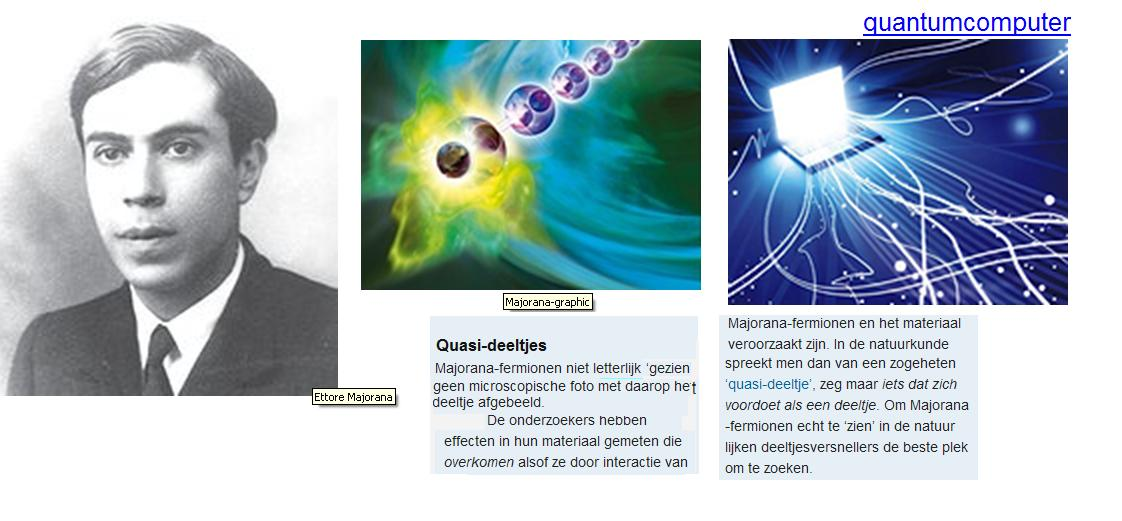 quantumcomputer
Majorana-graphic
Ettore Majorana
Quasi-deeltjes
Majorana-fermionen niet letterlijk ‘gezien
geen microscopische foto met daarop het
deeltje afgebeeld.
De onderzoekers hebben
effecten in hun materiaal gemeten die
overkomen alsof ze door interactie van
Majorana-fermionen en het materiaal
veroorzaakt zijn. In de natuurkunde
spreekt men dan van een zogeheten
‘quasi-deeltje’, zeg maar iets dat zich
voordoet als een deeltje. Om Majorana
-fermionen echt te ‘zien’ in de natuur
lijken deeltjesversnellers de beste plek
om te zoeken.